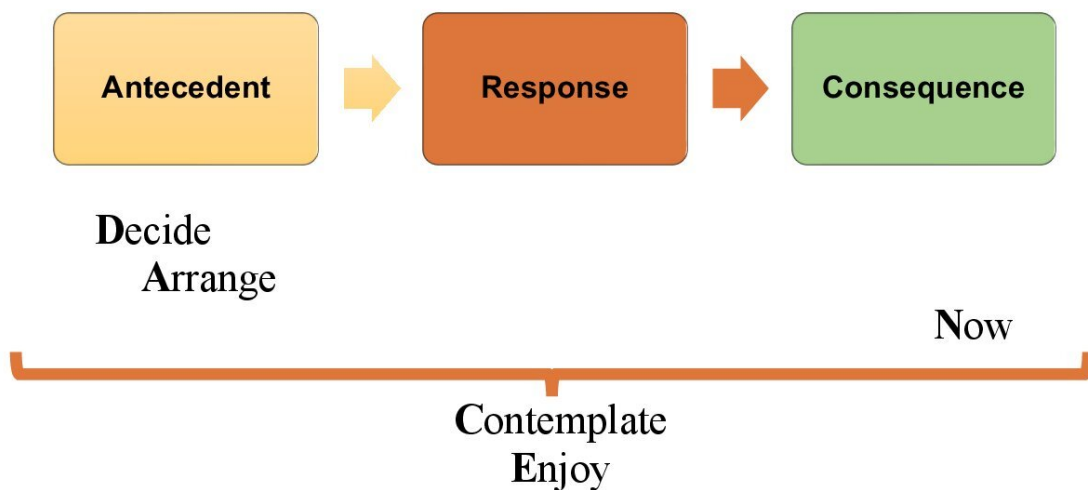 Antecedent
Response
Consequence
Decide
Arrange
Now
Contemplate
Enjoy